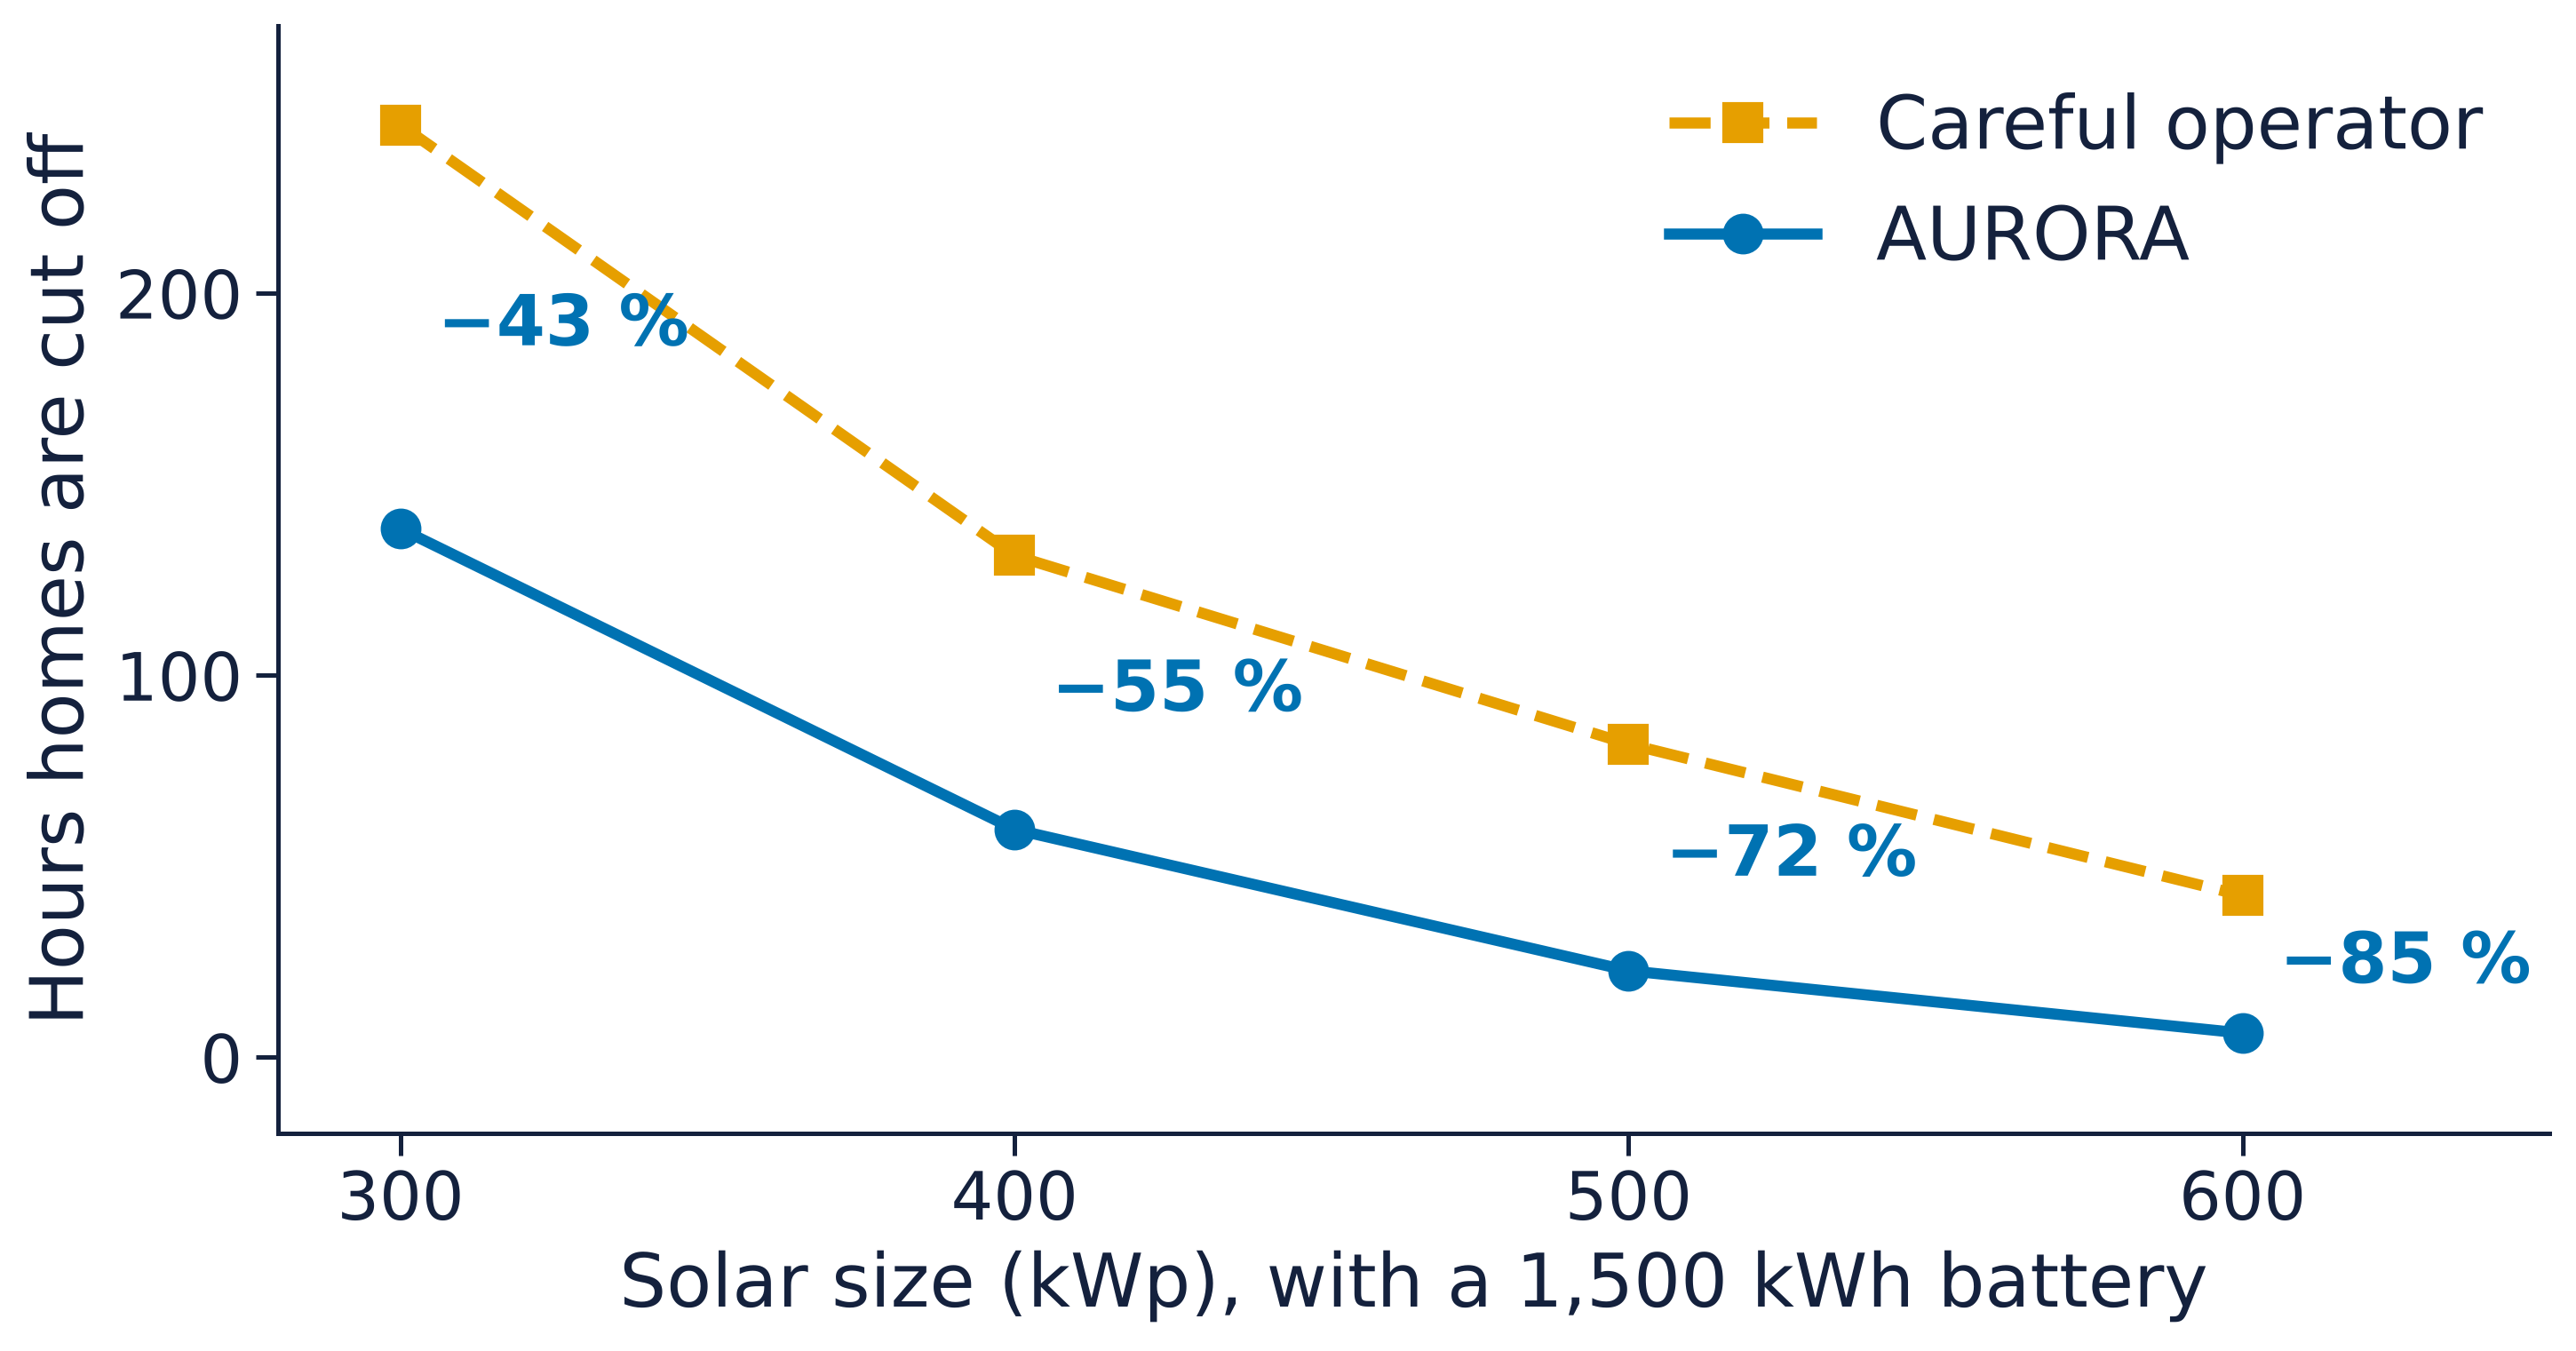 Hours homes are cut off
200
100
0
Careful operator
AURORA
−43 %
−55 %
−72 %
−85 %
300 400 500 600
Solar size (kWp), with a 1,500 kWh battery